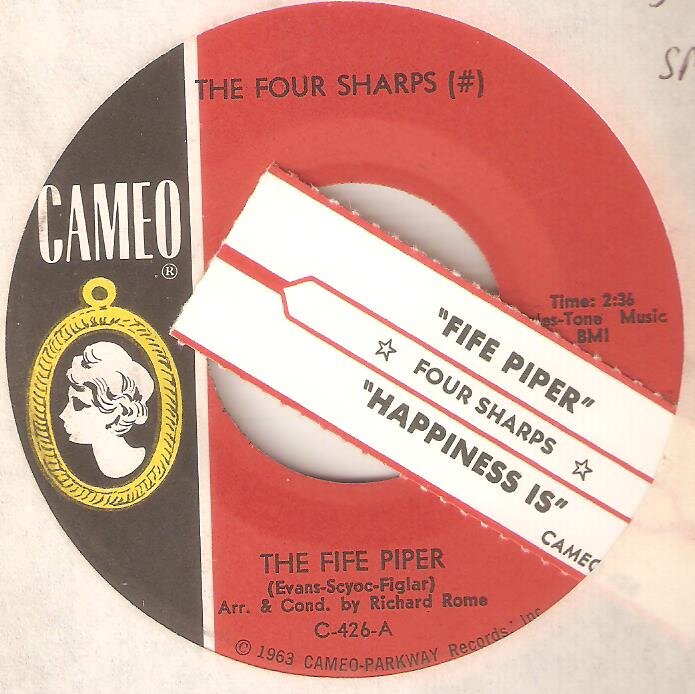 THE FOUR SHARPS (#)
CAMEO
®
Time: 2:36
Music
BMI
"FIFE PIPER"
☆ FOUR SHARPS ☆
"HAPPINESS IS"
CAMEO
THE FIFE PIPER
(Evans-Scyoc-Figlar)
Arr. & Cond. by Richard Rome
C-426-A
© 1963 CAMEO-PARKWAY Records, Inc.